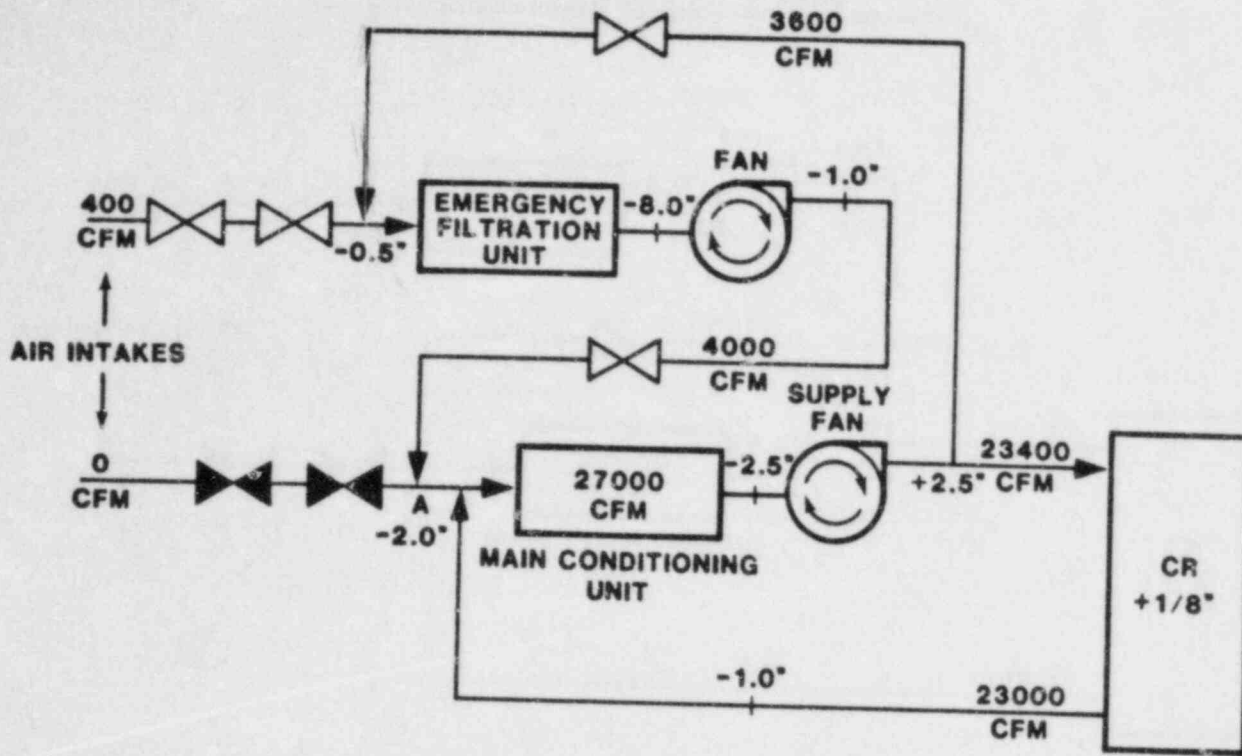 3600
CFM
FAN
-1.0"
400
CFM
-0.5"
EMERGENCY
FILTRATION
UNIT
-8.0"
AIR INTAKES
4000
CFM
SUPPLY
FAN
0
CFM
A
-2.0"
27000
CFM
-2.5"
+2.5"
23400
CFM
MAIN CONDITIONING
UNIT
CR
+1/8"
-1.0"
23000
CFM